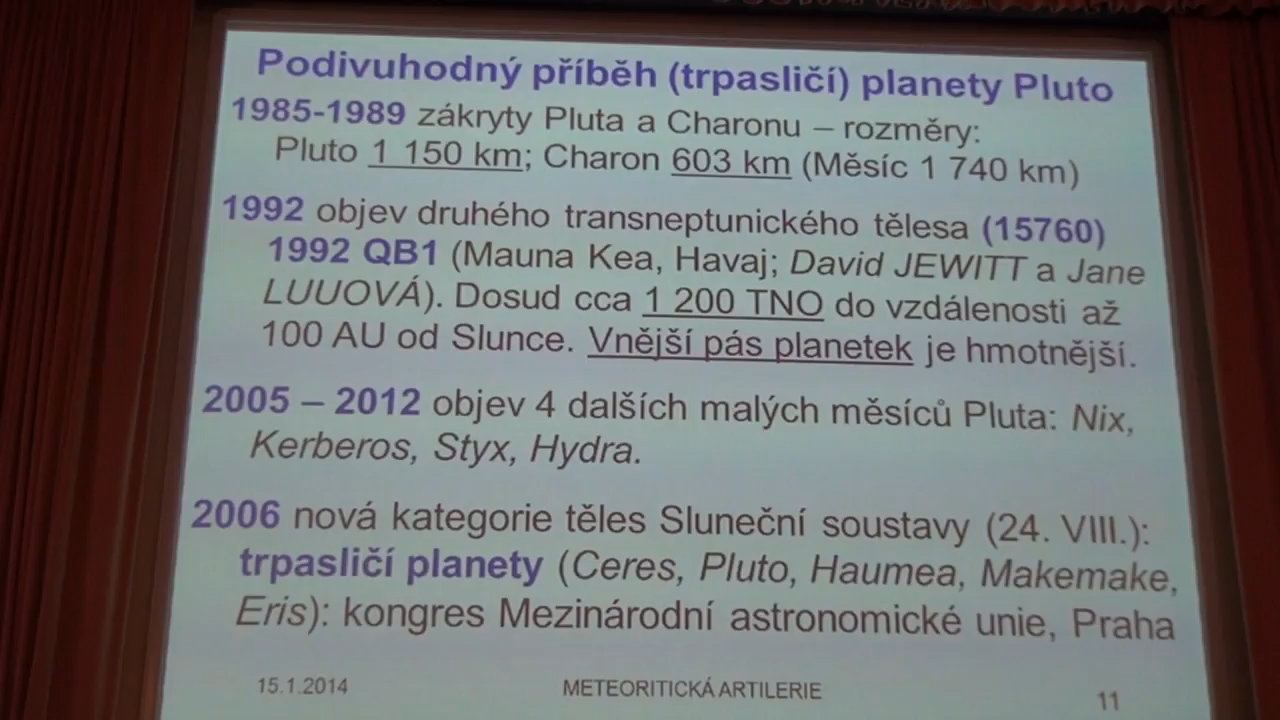 Podivuhodný příběh (trpasličí) planety Pluto
1985-1989 zákryty Pluta a Charonu – rozměry:
Pluto 1 150 km; Charon 603 km (Měsíc 1 740 km)
1992 objev druhého transneptunického tělesa (15760)
1992 QB1 (Mauna Kea, Havaj; David JEWITT a Jane
LUUOVÁ). Dosud cca 1 200 TNO do vzdálenosti až
100 AU od Slunce. Vnější pás planetek je hmotnější.
2005 – 2012 objev 4 dalších malých měsíců Pluta: Nix,
Kerberos, Styx, Hydra.
2006 nová kategorie těles Sluneční soustavy (24. VIII.):
trpasličí planety (Ceres, Pluto, Haumea, Makemake,
Eris): kongres Mezinárodní astronomické unie, Praha
15.1.2014 METEORITICKÁ ARTILERIE 11